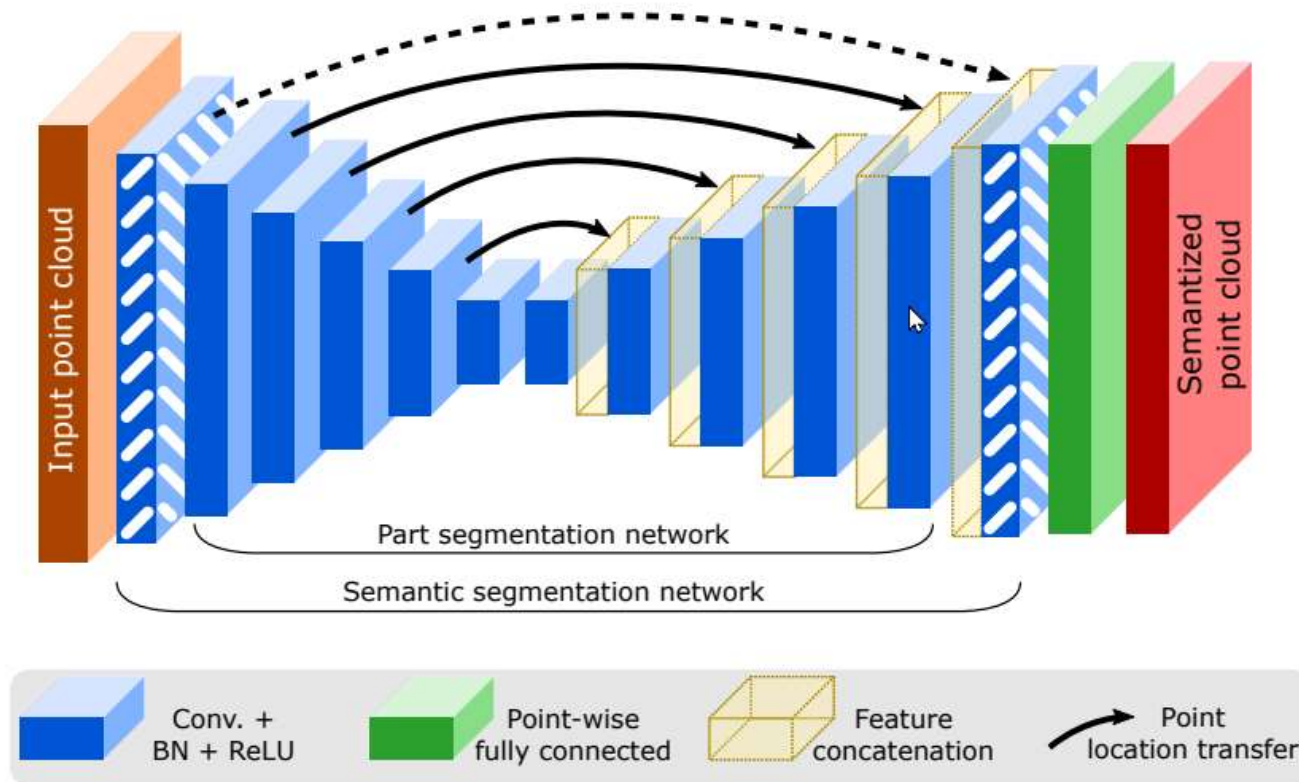 Input point cloud
Semantized
point cloud
Part segmentation network
Semantic segmentation network
Conv. +
BN + ReLU
Point-wise
fully connected
Feature
concatenation
Point
location transfer